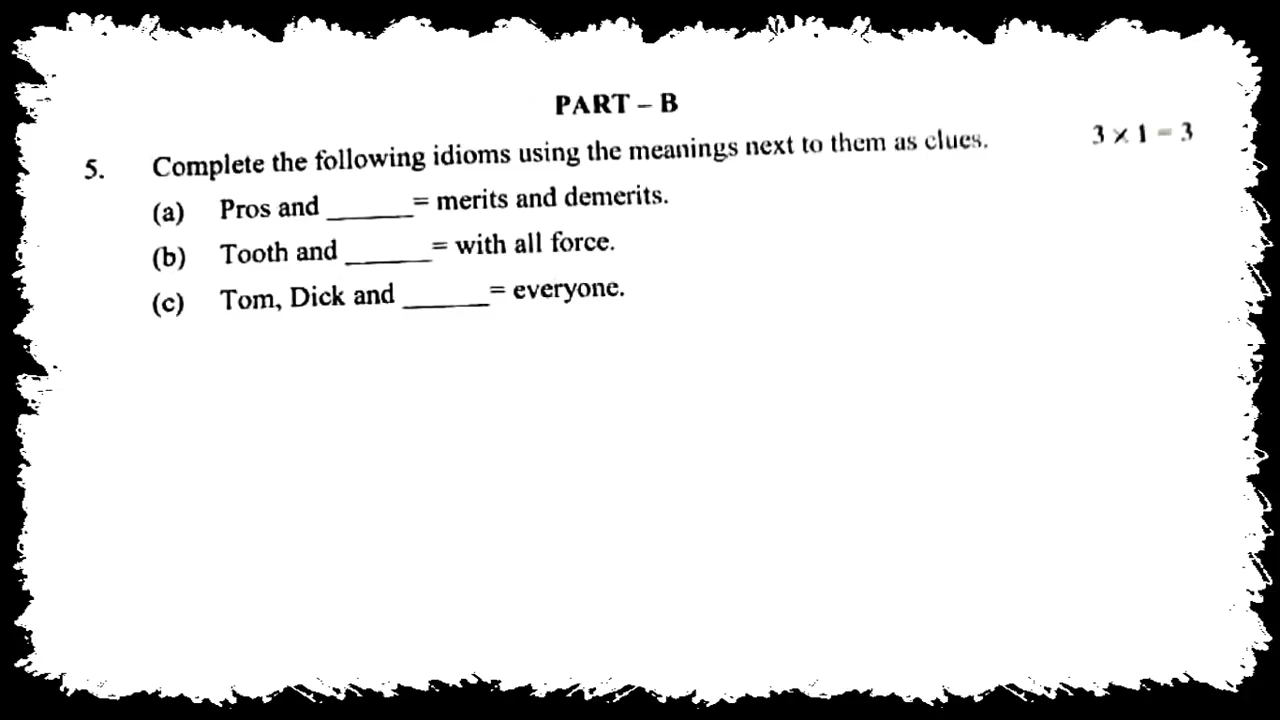 PART – B
5. Complete the following idioms using the meanings next to them as clues. 3 × 1 = 3
(a) Pros and ______= merits and demerits.
(b) Tooth and ______= with all force.
(c) Tom, Dick and ______= everyone.